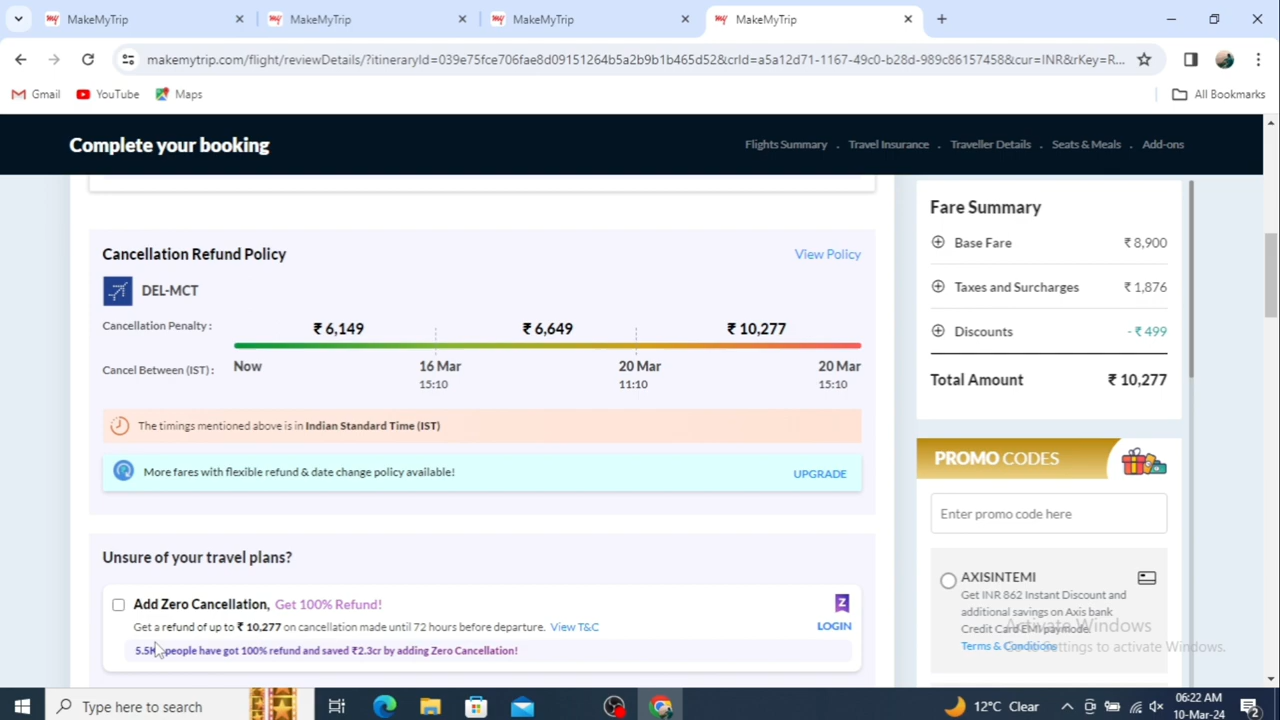 MakeMyTrip
MakeMyTrip
MakeMyTrip
MakeMyTrip
makemytrip.com/flight/reviewDetails/?itineraryId=039e75fce706fae8d09151264b5a2b9b1b465d52&crId=a5a12d71-1167-49c0-b28d-989c86157458&cur=INR&rKey=R...
Gmail YouTube Maps All Bookmarks
Complete your booking
Flights Summary . Travel Insurance . Traveller Details . Seats & Meals . Add-ons
Cancellation Refund Policy View Policy
DEL-MCT
Cancellation Penalty : ₹ 6,149 ₹ 6,649 ₹ 10,277
Cancel Between (IST) : Now 16 Mar 20 Mar 20 Mar
15:10 11:10 15:10
The timings mentioned above is in Indian Standard Time (IST)
More fares with flexible refund & date change policy available! UPGRADE
Unsure of your travel plans?
Add Zero Cancellation, Get 100% Refund!
Z
Get a refund of up to ₹ 10,277 on cancellation made until 72 hours before departure. View T&C LOGIN
5.5K people have got 100% refund and saved ₹2.3cr by adding Zero Cancellation!
Fare Summary
Base Fare ₹ 8,900
Taxes and Surcharges ₹ 1,876
Discounts - ₹ 499
Total Amount ₹ 10,277
PROMO CODES
Enter promo code here
AXISINTEMI
Get INR 862 Instant Discount and
additional savings on Axis bank
Credit Card EMI paymode.
Terms & Conditions
Activate Windows
Go to Settings to activate Windows.
Type here to search
12°C Clear
06:22 AM
10-Mar-24
2